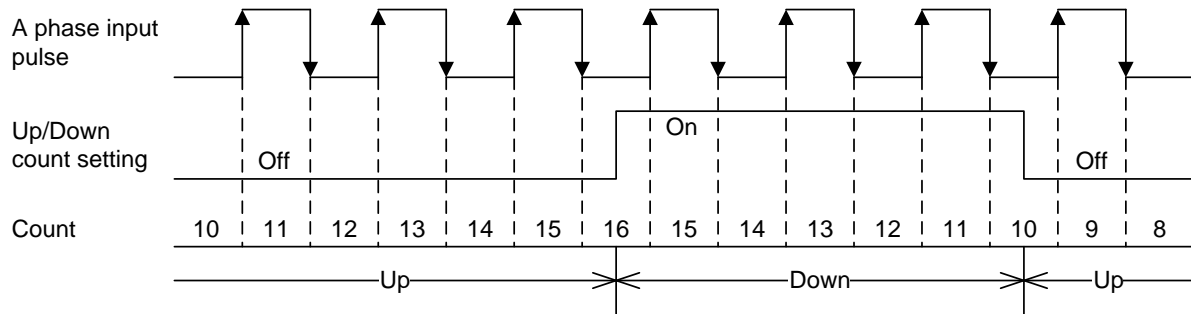 A phase input
pulse
Up/Down
count setting
Off
On
Off
Count
10 11 12 13 14 15 16 15 14 13 12 11 10 9 8
Up Down Up